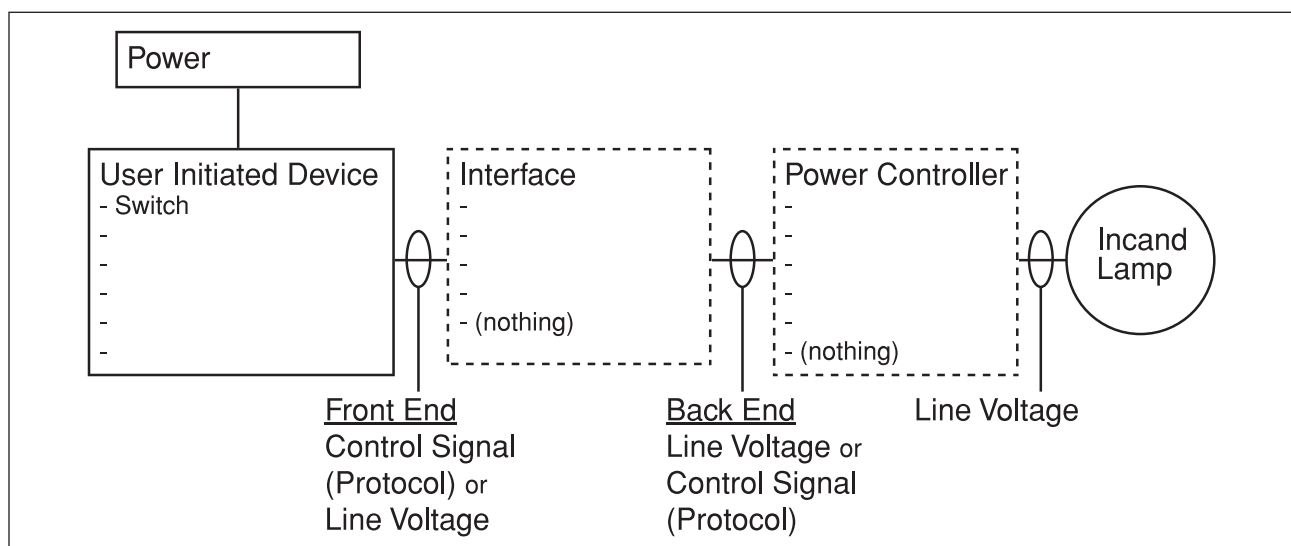 Power
User Initiated Device
- Switch
-
-
-
-
-
Interface
-
-
-
-
- (nothing)
Power Controller
-
-
-
-
-
- (nothing)
Incand
Lamp
Front End
Control Signal
(Protocol) or
Line Voltage
Back End
Line Voltage or
Control Signal
(Protocol)
Line Voltage